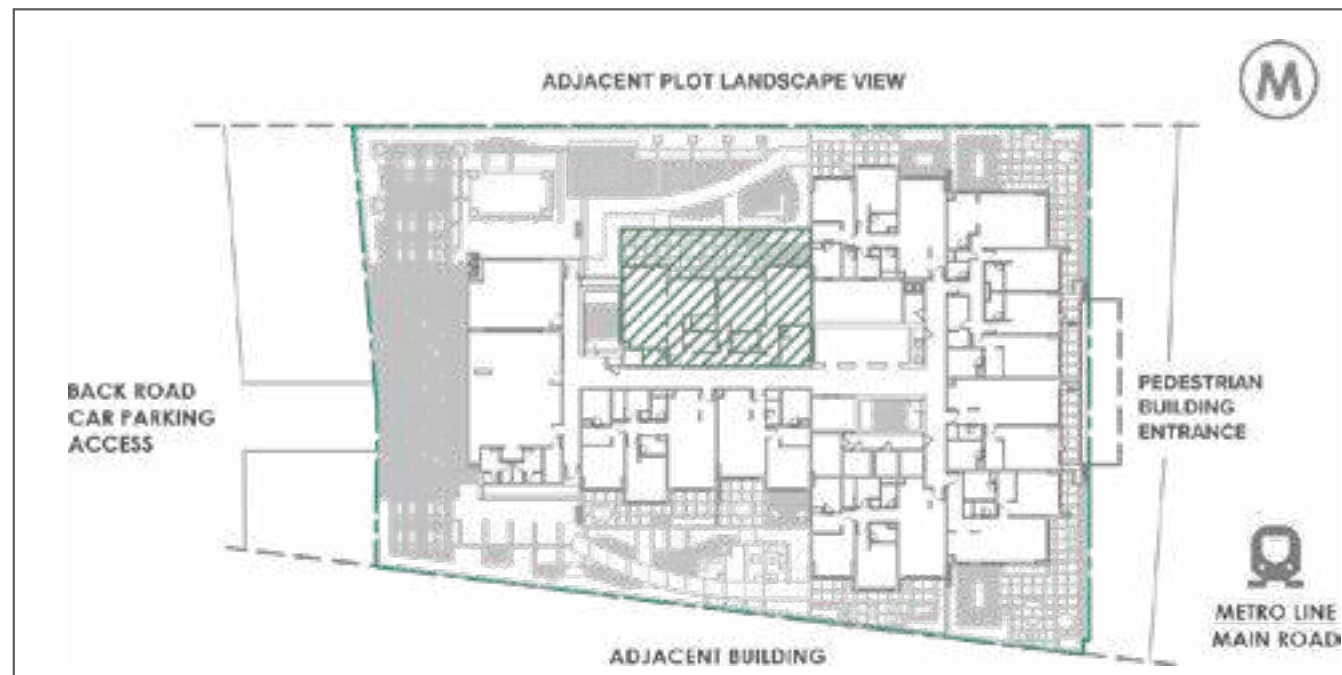 ADJACENT PLOT LANDSCAPE VIEW
M
BACK ROAD
CAR PARKING
ACCESS
PEDESTRIAN
BUILDING
ENTRANCE
METRO LINE
MAIN ROAD
ADJACENT BUILDING